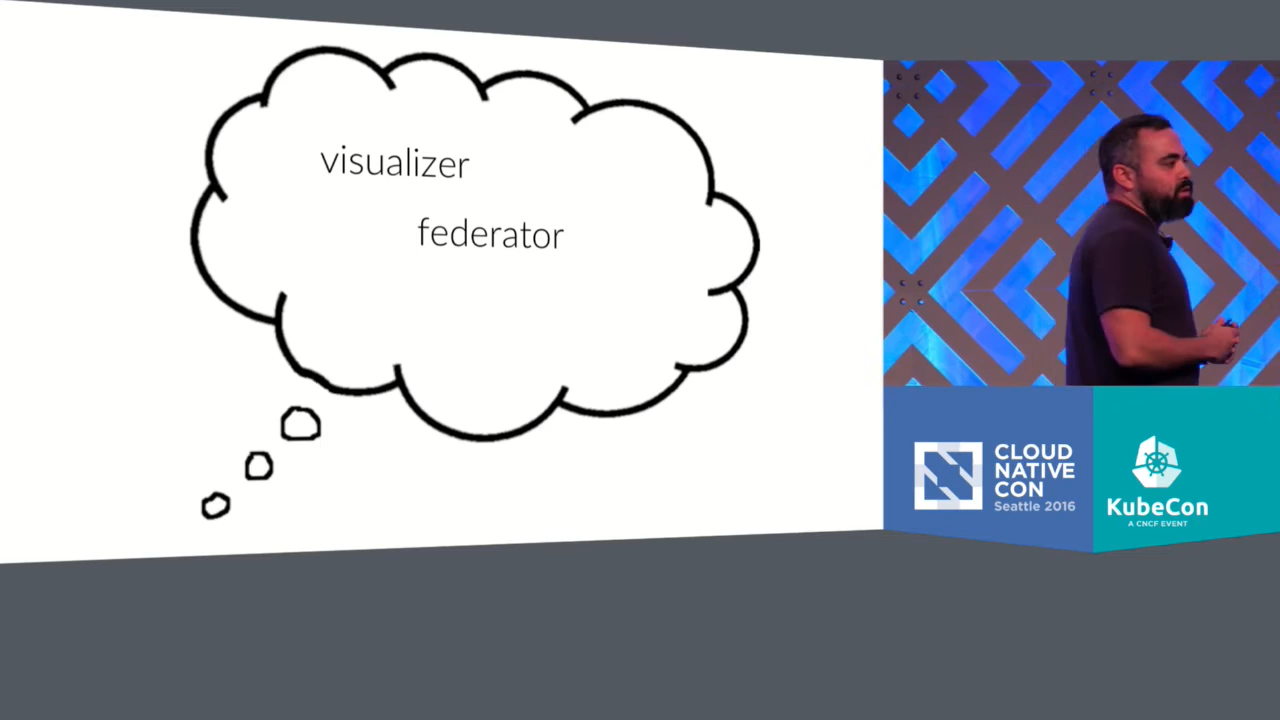 visualizer
federator
CLOUD
NATIVE
CON
Seattle 2016
KubeCon
A CNCF EVENT